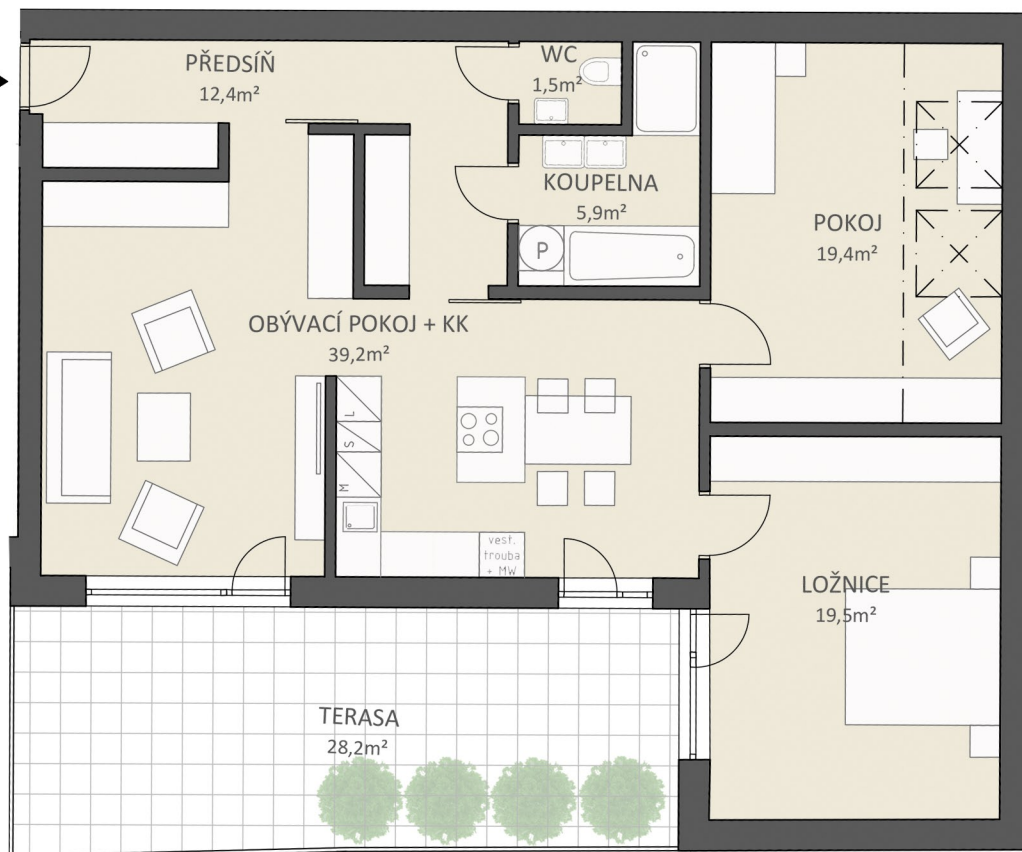 PŘEDSÍŇ
12,4m²
WC
1,5m²
KOUPELNA
5,9m²
P
POKOJ
19,4m²
OBÝVACÍ POKOJ + KK
39,2m²
L
S
M
vest.
trouba
+ MW
LOŽNICE
19,5m²
TERASA
28,2m²